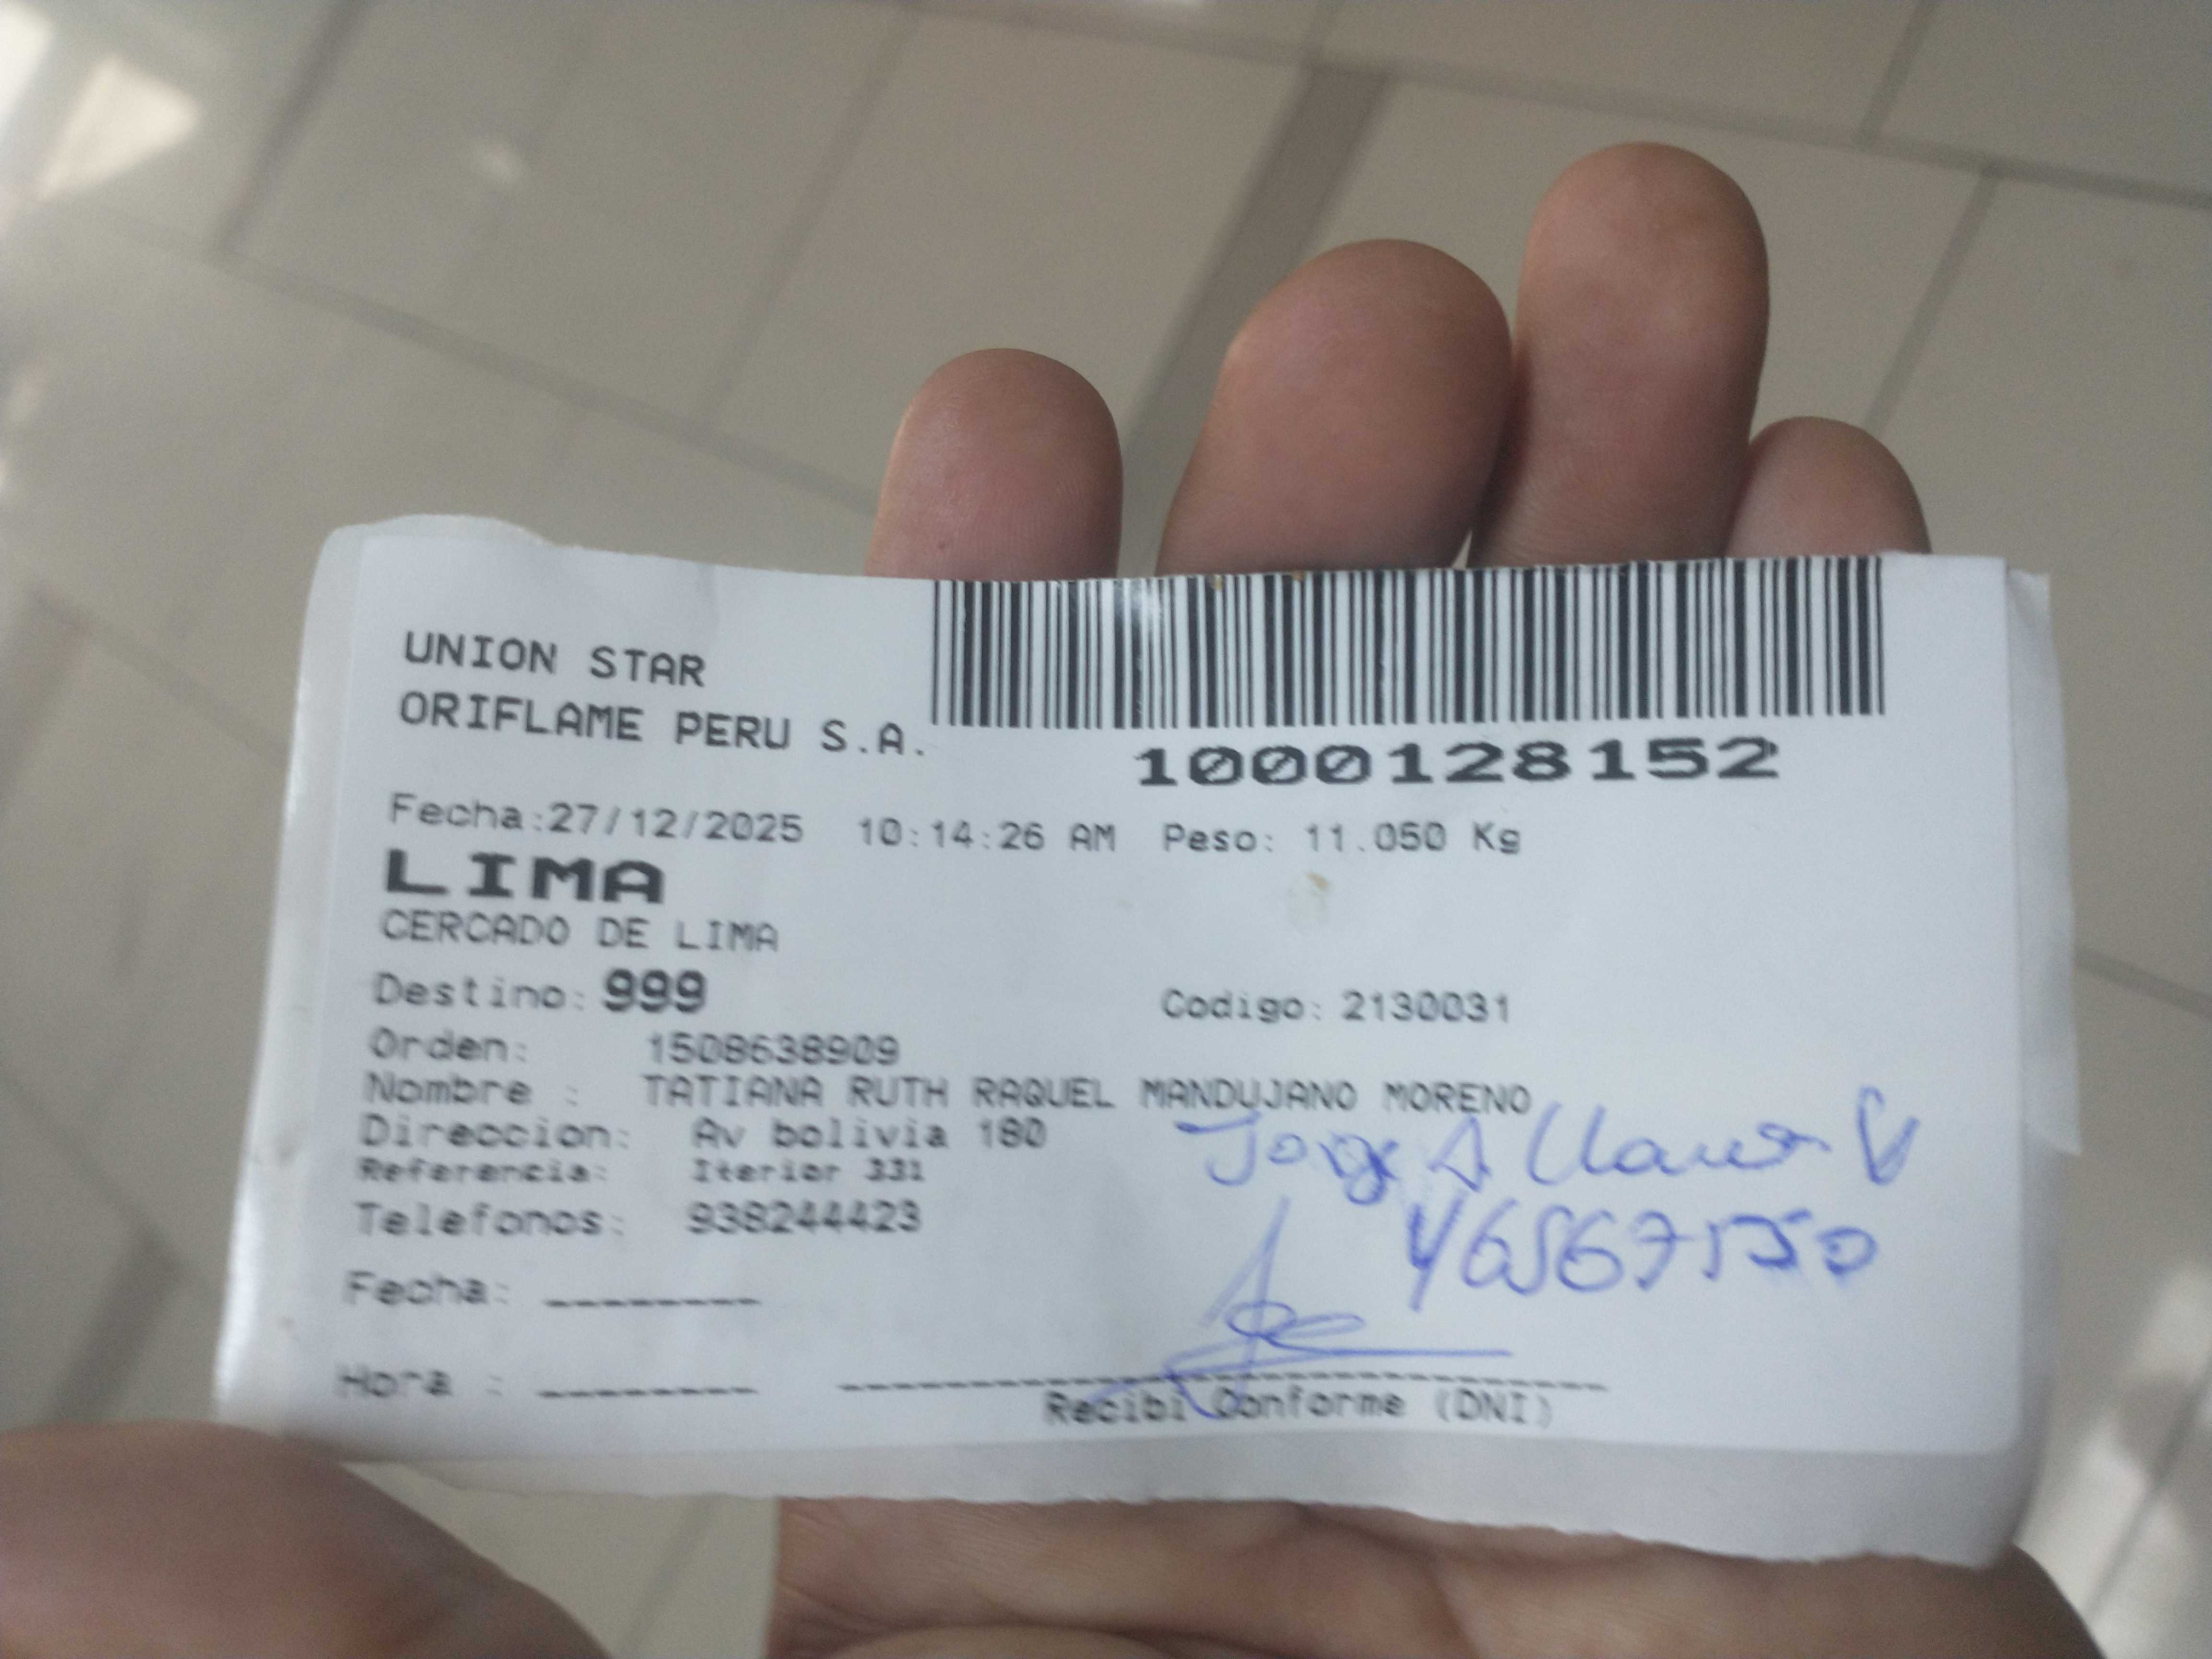 UNION STAR
ORIFLAME PERU S.A.
1000128152
Fecha:27/12/2025 10:14:26 AM Peso: 11.050 Kg
LIMA
CERCADO DE LIMA
Destino: 999 Codigo: 2130031
Orden: 1508638909
Nombre : TATIANA RUTH RAQUEL MANDUJANO MORENO
Direccion: Av bolivia 180
Jorge A
Referencia: Iterior 331
Telefonos: 938244423
Fecha: --------
Hora : --------
Recibi Conforme (DNI)